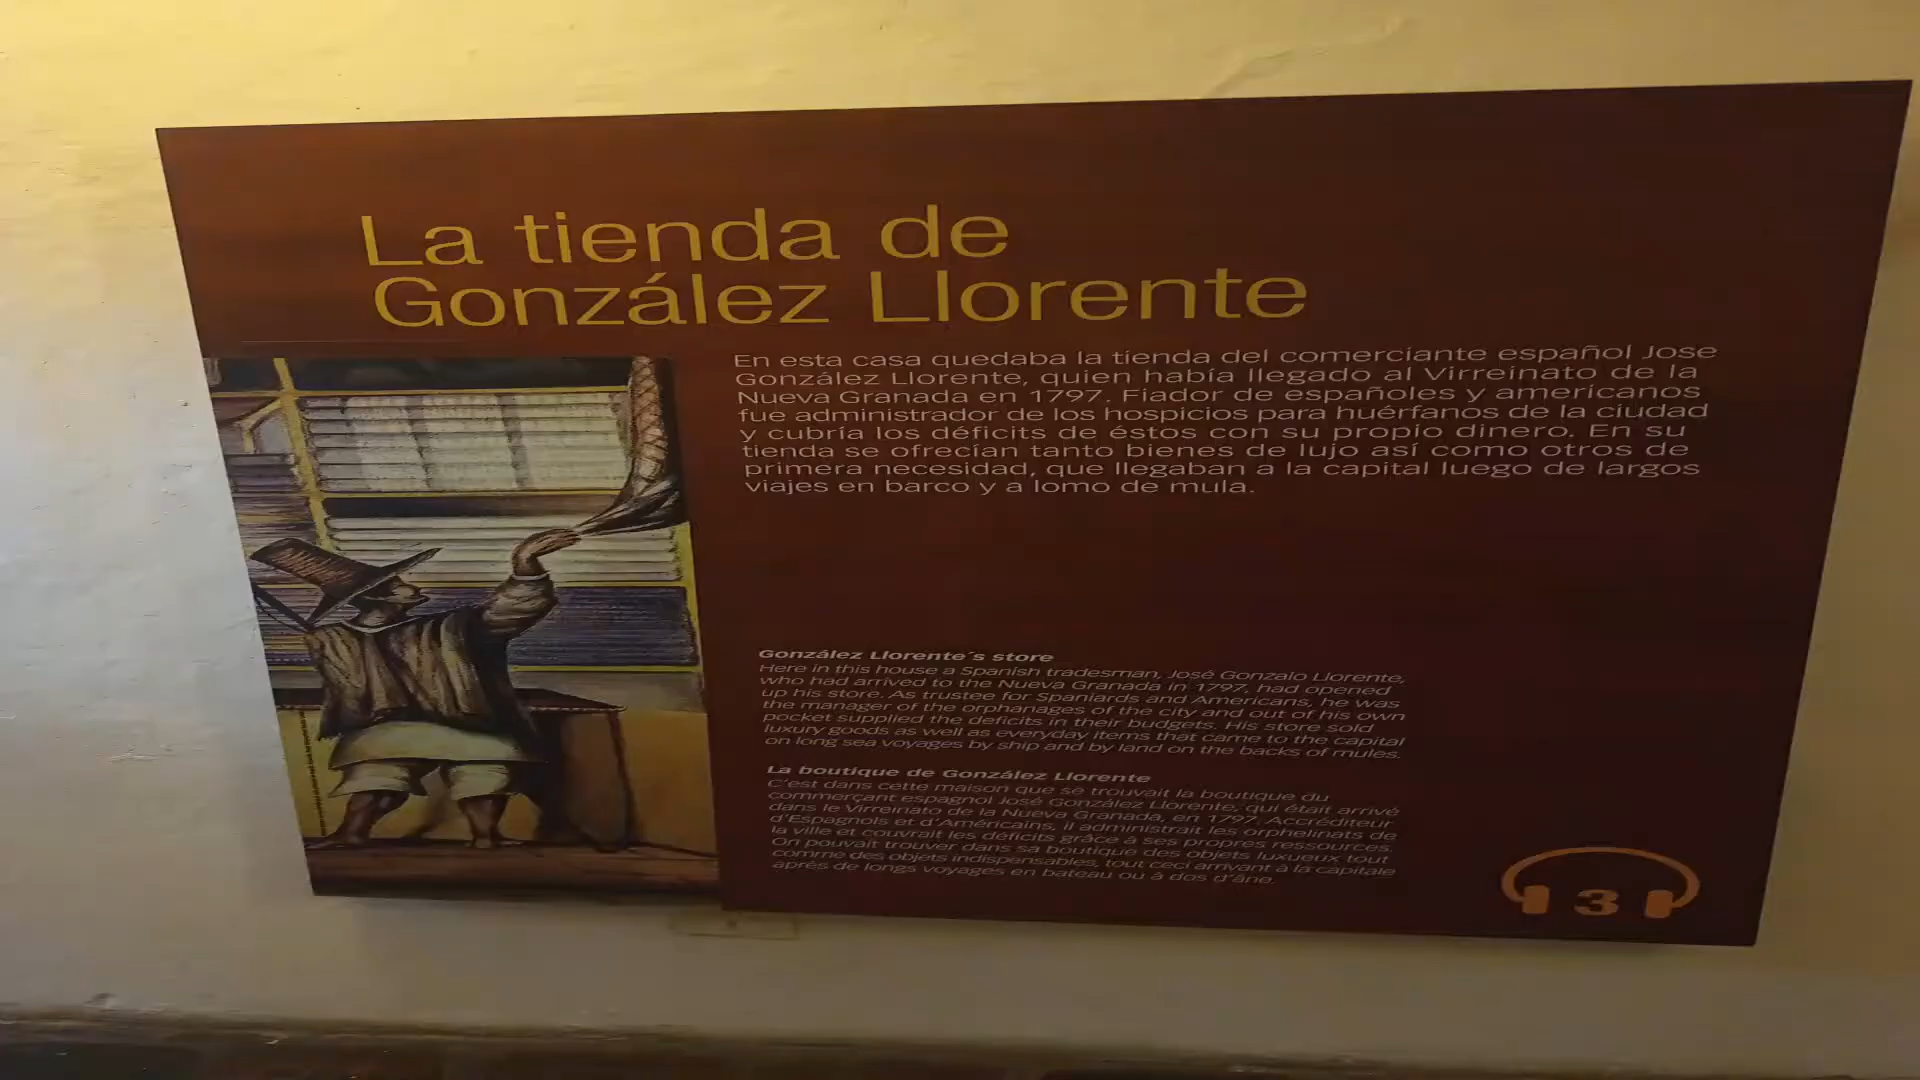 La tienda de
González Llorente
En esta casa quedaba la tienda del comerciante español Jose
González Llorente, quien había llegado al Virreinato de la
Nueva Granada en 1797. Fiador de españoles y americanos
fue administrador de los hospicios para huérfanos de la ciudad
y cubría los déficits de éstos con su propio dinero. En su
tienda se ofrecían tanto bienes de lujo así como otros de
primera necesidad, que llegaban a la capital luego de largos
viajes en barco y a lomo de mula.
González Llorente´s store
Here in this house a Spanish tradesman, José Gonzalo Llorente,
who had arrived to the Nueva Granada in 1797, had opened
up his store. As trustee for Spaniards and Americans, he was
the manager of the orphanages of the city and out of his own
pocket supplied the deficits in their budgets. His store sold
luxury goods as well as everyday items that came to the capital
on long sea voyages by ship and by land on the backs of mules.
La boutique de González Llorente
C'est dans cette maison que se trouvait la boutique du
commerçant espagnol José González Llorente, qui était arrivé
dans le Virreinato de la Nueva Granada, en 1797. Accréditeur
d'Espagnols et d'Américains, il administrait les orphelinats de
la ville et couvrait les déficits grâce à ses propres ressources.
On pouvait trouver dans sa boutique des objets luxueux tout
comme des objets indispensables, tout ceci arrivant à la capitale
après de longs voyages en bateau ou à dos d'âne.
3